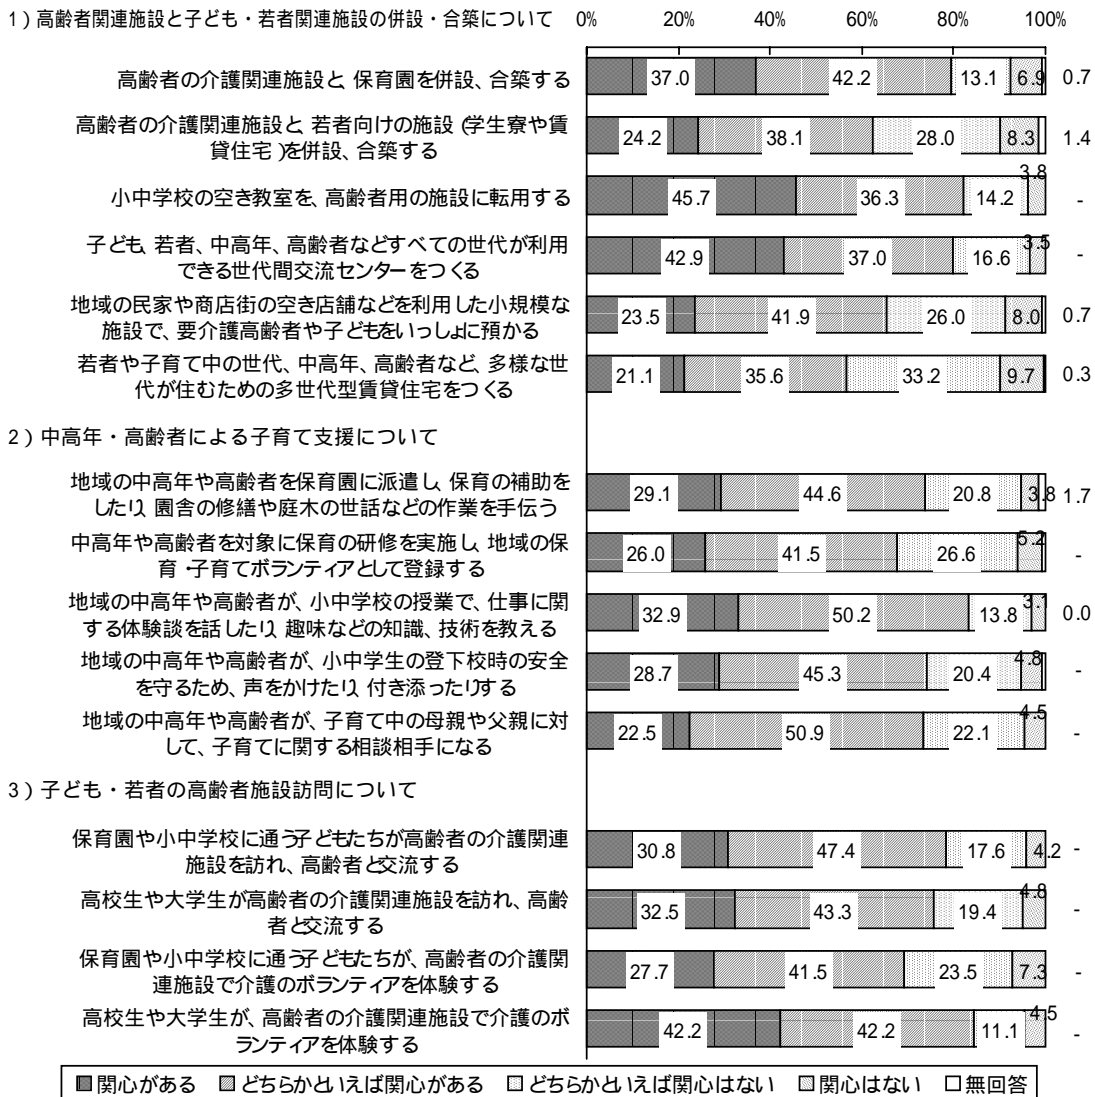 1）高齢者関連施設と子ども・若者関連施設の併設・合築について
0% 20% 40% 60% 80% 100%
高齢者の介護関連施設と、保育園を併設、合築する
37.0 42.2 13.1 6.9 0.7
高齢者の介護関連施設と、若者向けの施設（学生寮や賃
貸住宅）を併設、合築する
24.2 38.1 28.0 8.3 1.4
小中学校の空き教室を、高齢者用の施設に転用する
45.7 36.3 14.2 3.8 -
子ども、若者、中高年、高齢者などすべての世代が利用
できる世代間交流センターをつくる
42.9 37.0 16.6 3.5 -
地域の民家や商店街の空き店舗などを利用した小規模な
施設で、要介護高齢者や子どもをいっしょに預かる
23.5 41.9 26.0 8.0 0.7
若者や子育て中の世代、中高年、高齢者など、多様な世
代が住むための多世代型賃貸住宅をつくる
21.1 35.6 33.2 9.7 0.3
2）中高年・高齢者による子育て支援について
地域の中高年や高齢者を保育園に派遣し、保育の補助を
したり、園舎の修繕や庭木の世話などの作業を手伝う
29.1 44.6 20.8 3.8 1.7
中高年や高齢者を対象に保育の研修を実施し、地域の保
育・子育てボランティアとして登録する
26.0 41.5 26.6 5.2 -
地域の中高年や高齢者が、小中学校の授業で、仕事に関
する体験談を話したり、趣味などの知識、技術を教える
32.9 50.2 13.8 3.1 0.0
地域の中高年や高齢者が、小中学生の登下校時の安全
を守るため、声をかけたり、付き添ったりする
28.7 45.3 20.4 4.8 -
地域の中高年や高齢者が、子育て中の母親や父親に対
して、子育てに関する相談相手になる
22.5 50.9 22.1 4.5 -
3）子ども・若者の高齢者施設訪問について
保育園や小中学校に通う子どもたちが高齢者の介護関連
施設を訪れ、高齢者と交流する
30.8 47.4 17.6 4.2 -
高校生や大学生が高齢者の介護関連施設を訪れ、高齢
者と交流する
32.5 43.3 19.4 4.8 -
保育園や小中学校に通う子どもたちが、高齢者の介護関
連施設で介護のボランティアを体験する
27.7 41.5 23.5 7.3 -
高校生や大学生が、高齢者の介護関連施設で介護のボ
ランティアを体験する
42.2 42.2 11.1 4.5 -
関心がある どちらかといえば関心がある どちらかといえば関心はない 関心はない 無回答